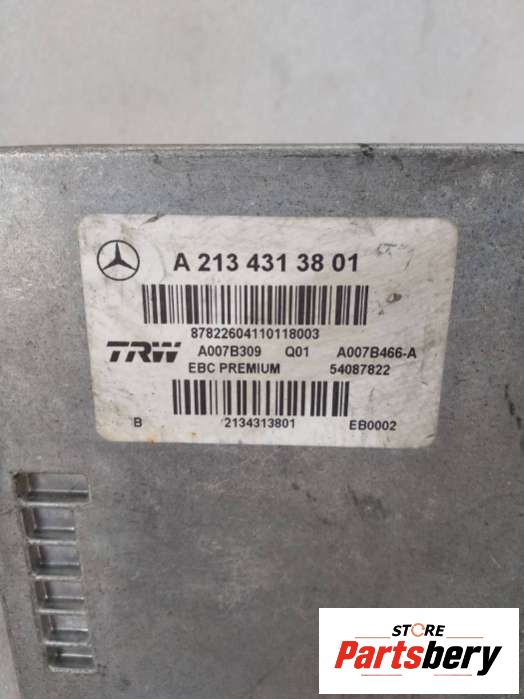 A 213 431 38 01
87822604110118003
TRW A007B309 Q01 A007B466-A
EBC PREMIUM 54087822
B 2134313801 EB0002
STORE
Partsbery